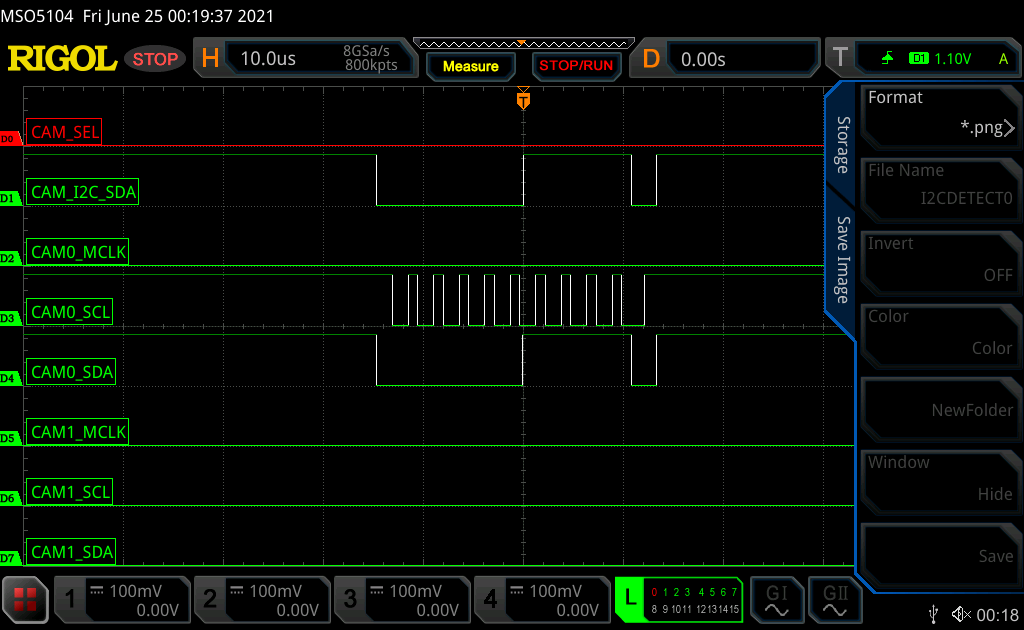 MSO5104 Fri June 25 00:19:37 2021
RIGOL STOP H 10.0us 8GSa/s 800kpts Measure STOP/RUN D 0.00s T D1 1.10V A
T
D0 CAM_SEL
D1 CAM_I2C_SDA
D2 CAM0_MCLK
D3 CAM0_SCL
D4 CAM0_SDA
D5 CAM1_MCLK
D6 CAM1_SCL
D7 CAM1_SDA
Storage
Save Image
Format
*.png
File Name
I2CDETECT0
Invert
OFF
Color
Color
NewFolder
Window
Hide
Save
1 100mV 0.00V
2 100mV 0.00V
3 100mV 0.00V
4 100mV 0.00V
L 0 1 2 3 4 5 6 7
8 9 10 11 12 13 14 15
GI
GII
00:18